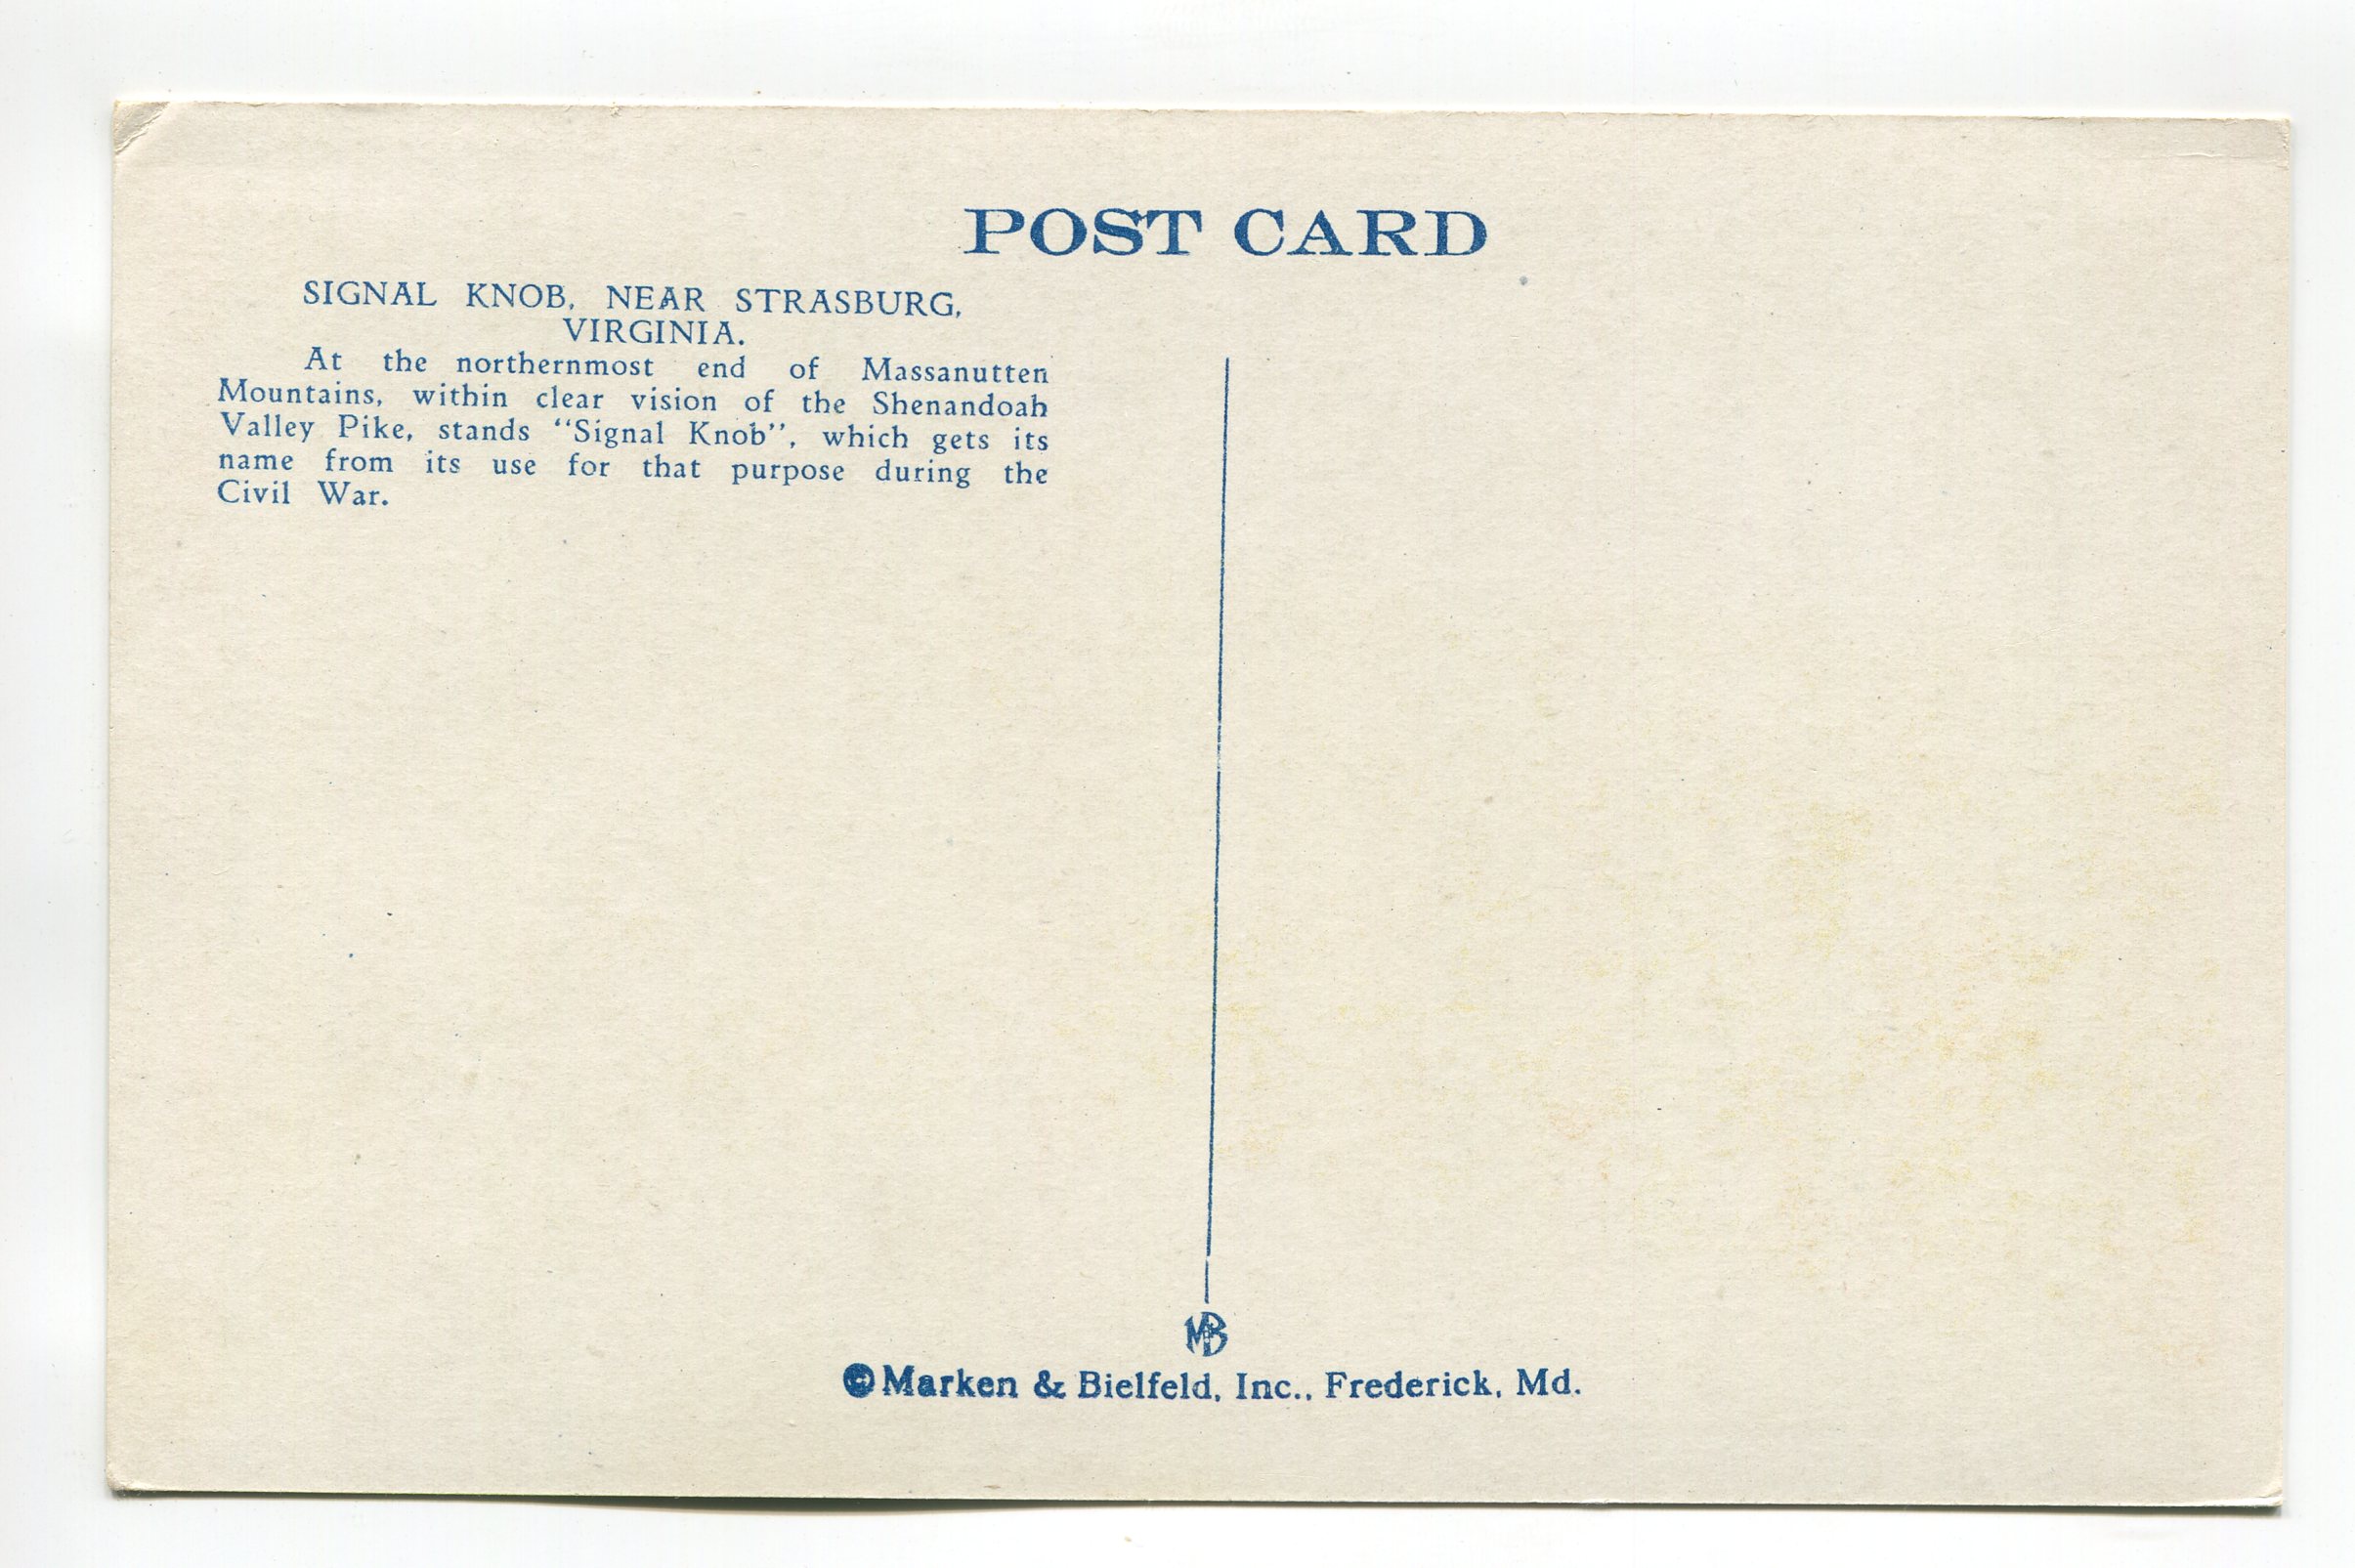 POST CARD
SIGNAL KNOB, NEAR STRASBURG,
VIRGINIA.
At the northernmost end of Massanutten
Mountains, within clear vision of the Shenandoah
Valley Pike, stands "Signal Knob", which gets its
name from its use for that purpose during the
Civil War.
MB
©Marken & Bielfeld, Inc., Frederick, Md.